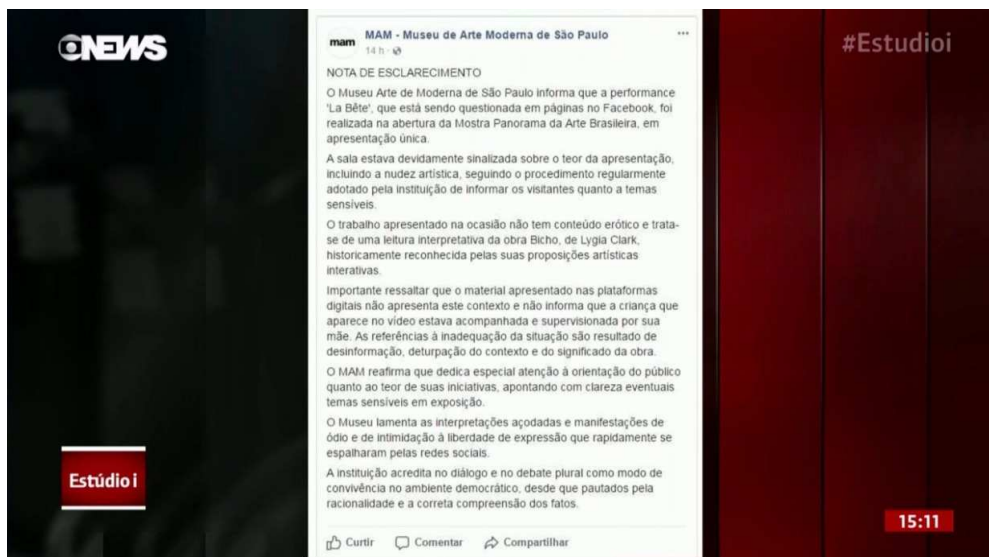 GNEWS
#Estudioi
mam
MAM - Museu de Arte Moderna de São Paulo
14 h
NOTA DE ESCLARECIMENTO
O Museu Arte de Moderna de São Paulo informa que a performance
'La Bête', que está sendo questionada em páginas no Facebook, foi
realizada na abertura da Mostra Panorama da Arte Brasileira, em
apresentação única.
A sala estava devidamente sinalizada sobre o teor da apresentação,
incluindo a nudez artística, seguindo o procedimento regularmente
adotado pela instituição de informar os visitantes quanto a temas
sensíveis.
O trabalho apresentado na ocasião não tem conteúdo erótico e trata-
se de uma leitura interpretativa da obra Bicho, de Lygia Clark,
historicamente reconhecida pelas suas proposições artísticas
interativas.
Importante ressaltar que o material apresentado nas plataformas
digitais não apresenta este contexto e não informa que a criança que
aparece no vídeo estava acompanhada e supervisionada por sua
mãe. As referências à inadequação da situação são resultado de
desinformação, deturpação do contexto e do significado da obra.
O MAM reafirma que dedica especial atenção à orientação do público
quanto ao teor de suas iniciativas, apontando com clareza eventuais
temas sensíveis em exposição.
O Museu lamenta as interpretações açodadas e manifestações de
ódio e de intimidação à liberdade de expressão que rapidamente se
espalharam pelas redes sociais.
A instituição acredita no diálogo e no debate plural como modo de
convivência no ambiente democrático, desde que pautados pela
racionalidade e a correta compreensão dos fatos.
Curtir Comentar Compartilhar
Estúdio i
15:11